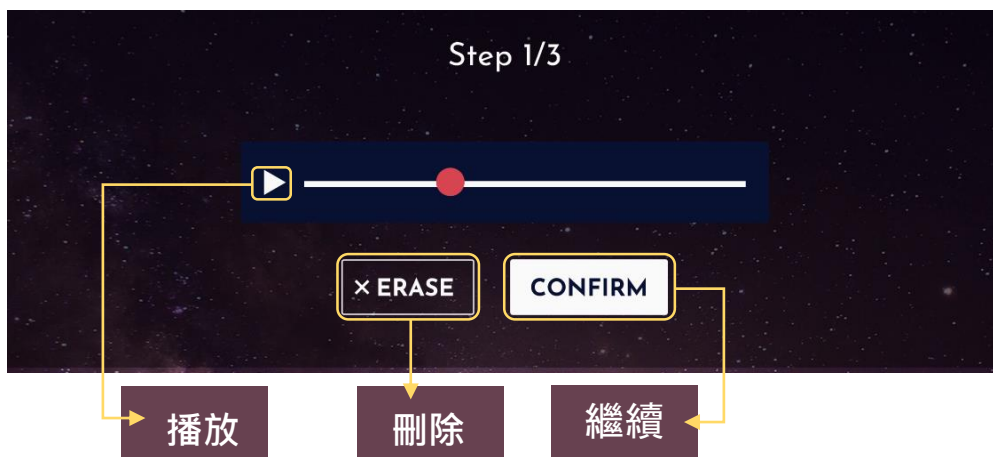 Step 1/3
× ERASE
CONFIRM
播放
刪除
繼續